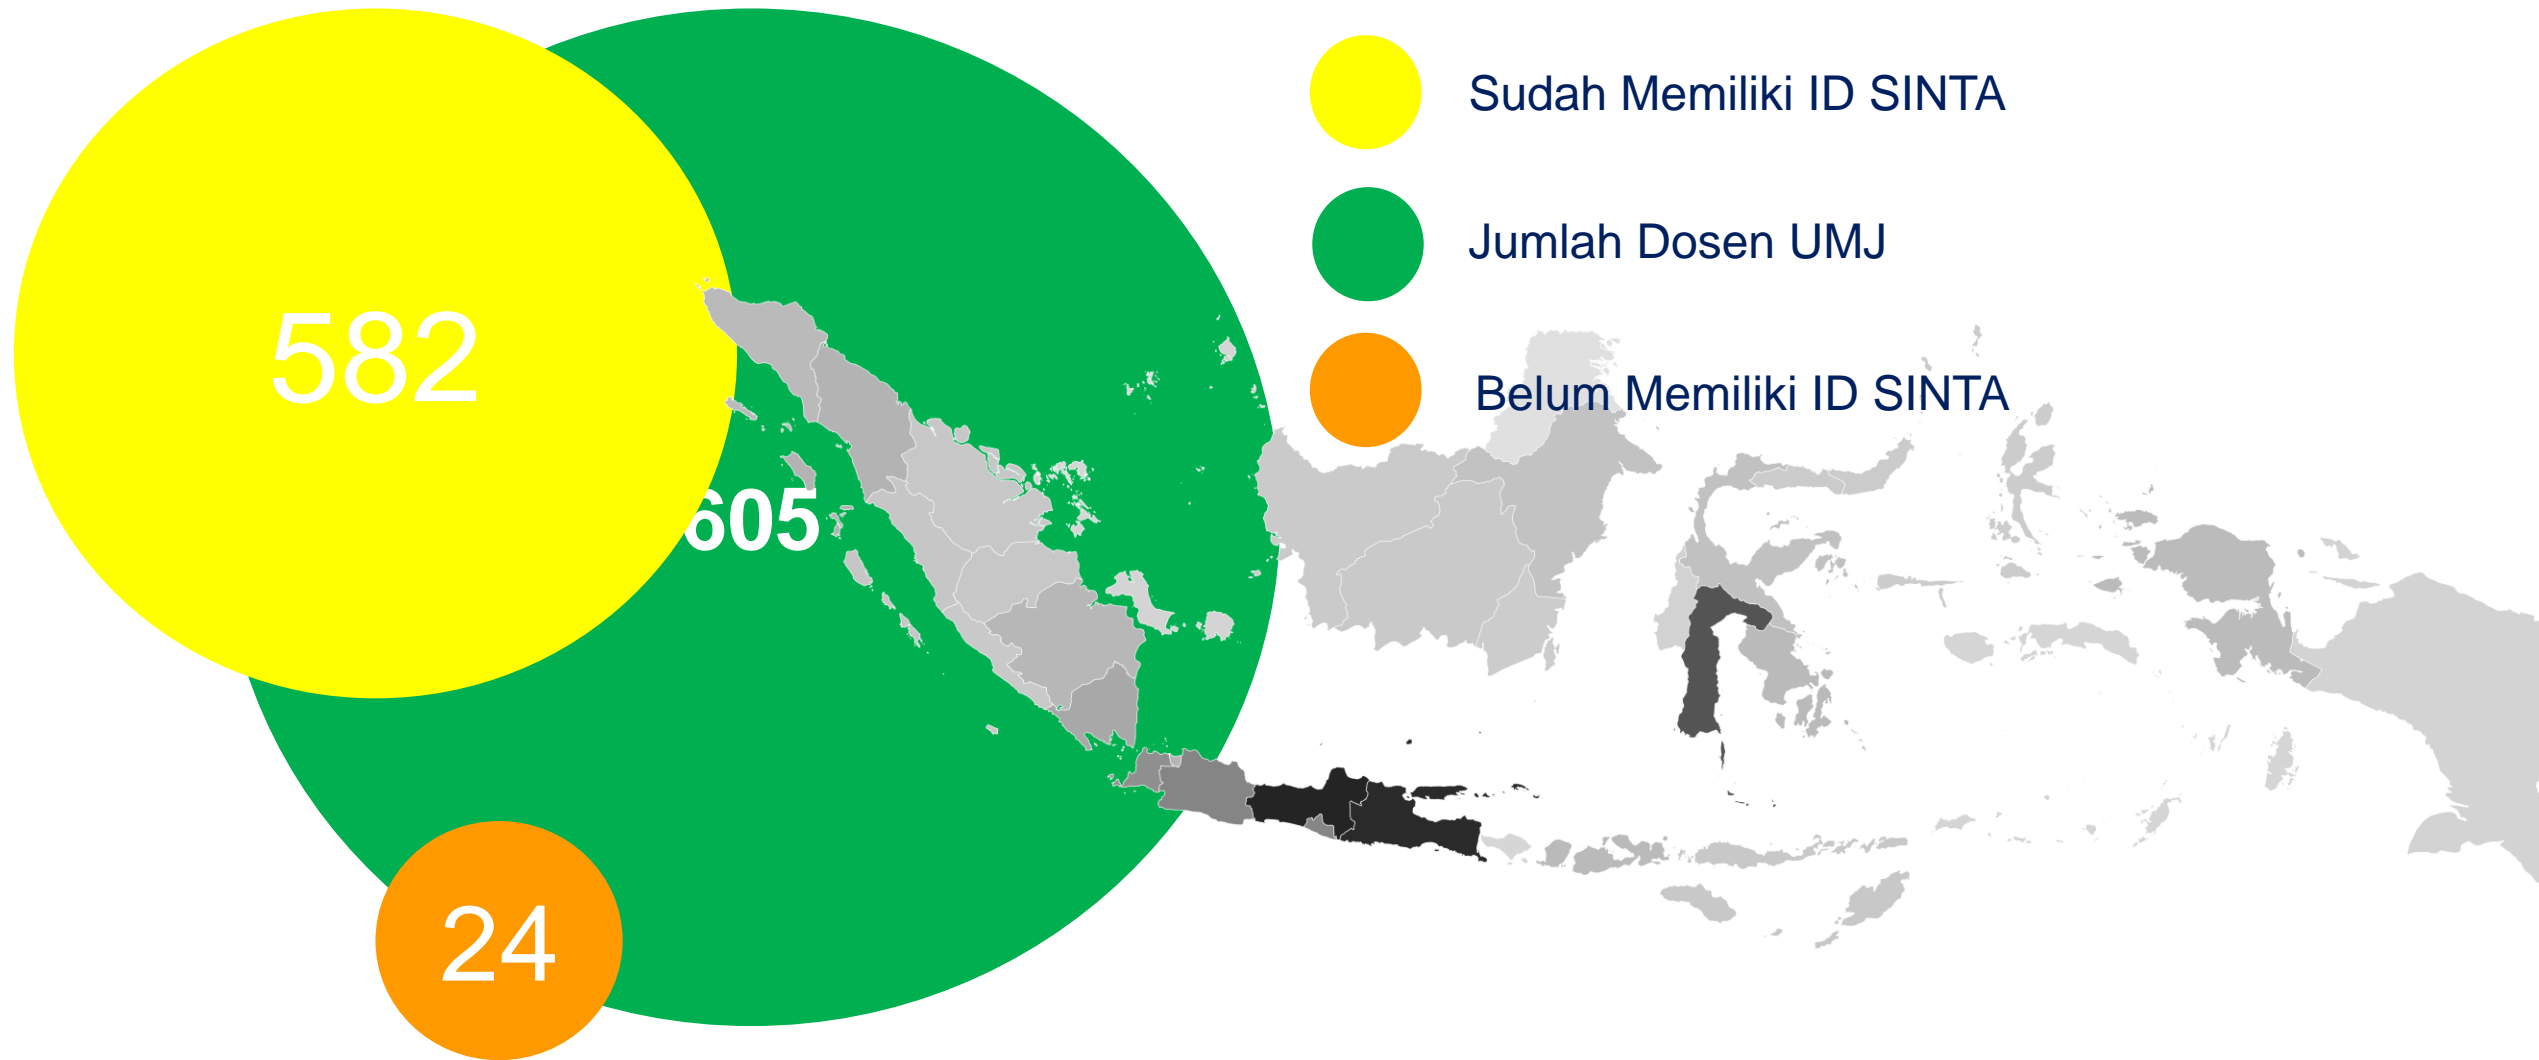 Sudah Memiliki ID SINTA
Jumlah Dosen UMJ
Belum Memiliki ID SINTA
582
605
24